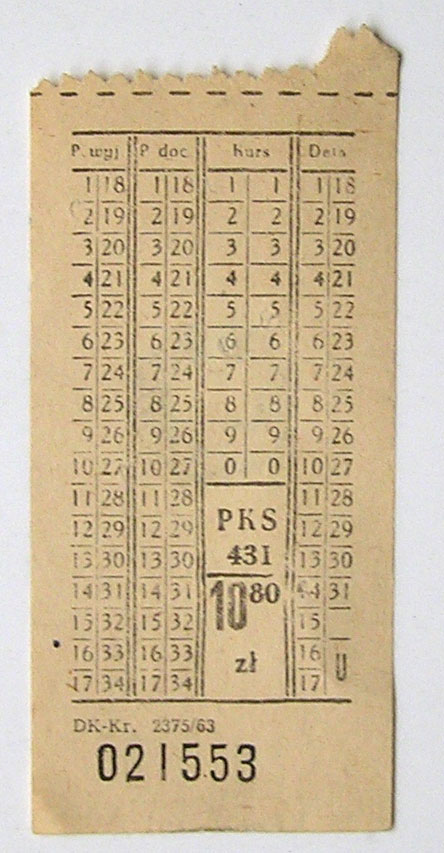 P. wyj. P. doc. Kurs Data
1 18 1 18 1 1 1 18
2 19 2 19 2 2 2 19
3 20 3 20 3 3 3 20
4 21 4 21 4 4 4 21
5 22 5 22 5 5 5 22
6 23 6 23 6 6 6 23
7 24 7 24 7 7 7 24
8 25 8 25 8 8 8 25
9 26 9 26 9 9 9 26
10 27 10 27 0 0 10 27
11 28 11 28 11 28
12 29 12 29 PKS 12 29
13 30 13 30 431 13 30
14 31 14 31 10 80 14 31
15 32 15 32 15
16 33 16 33 zł 16 U
17 34 17 34 17
DK-Kr. 2375/63
021553